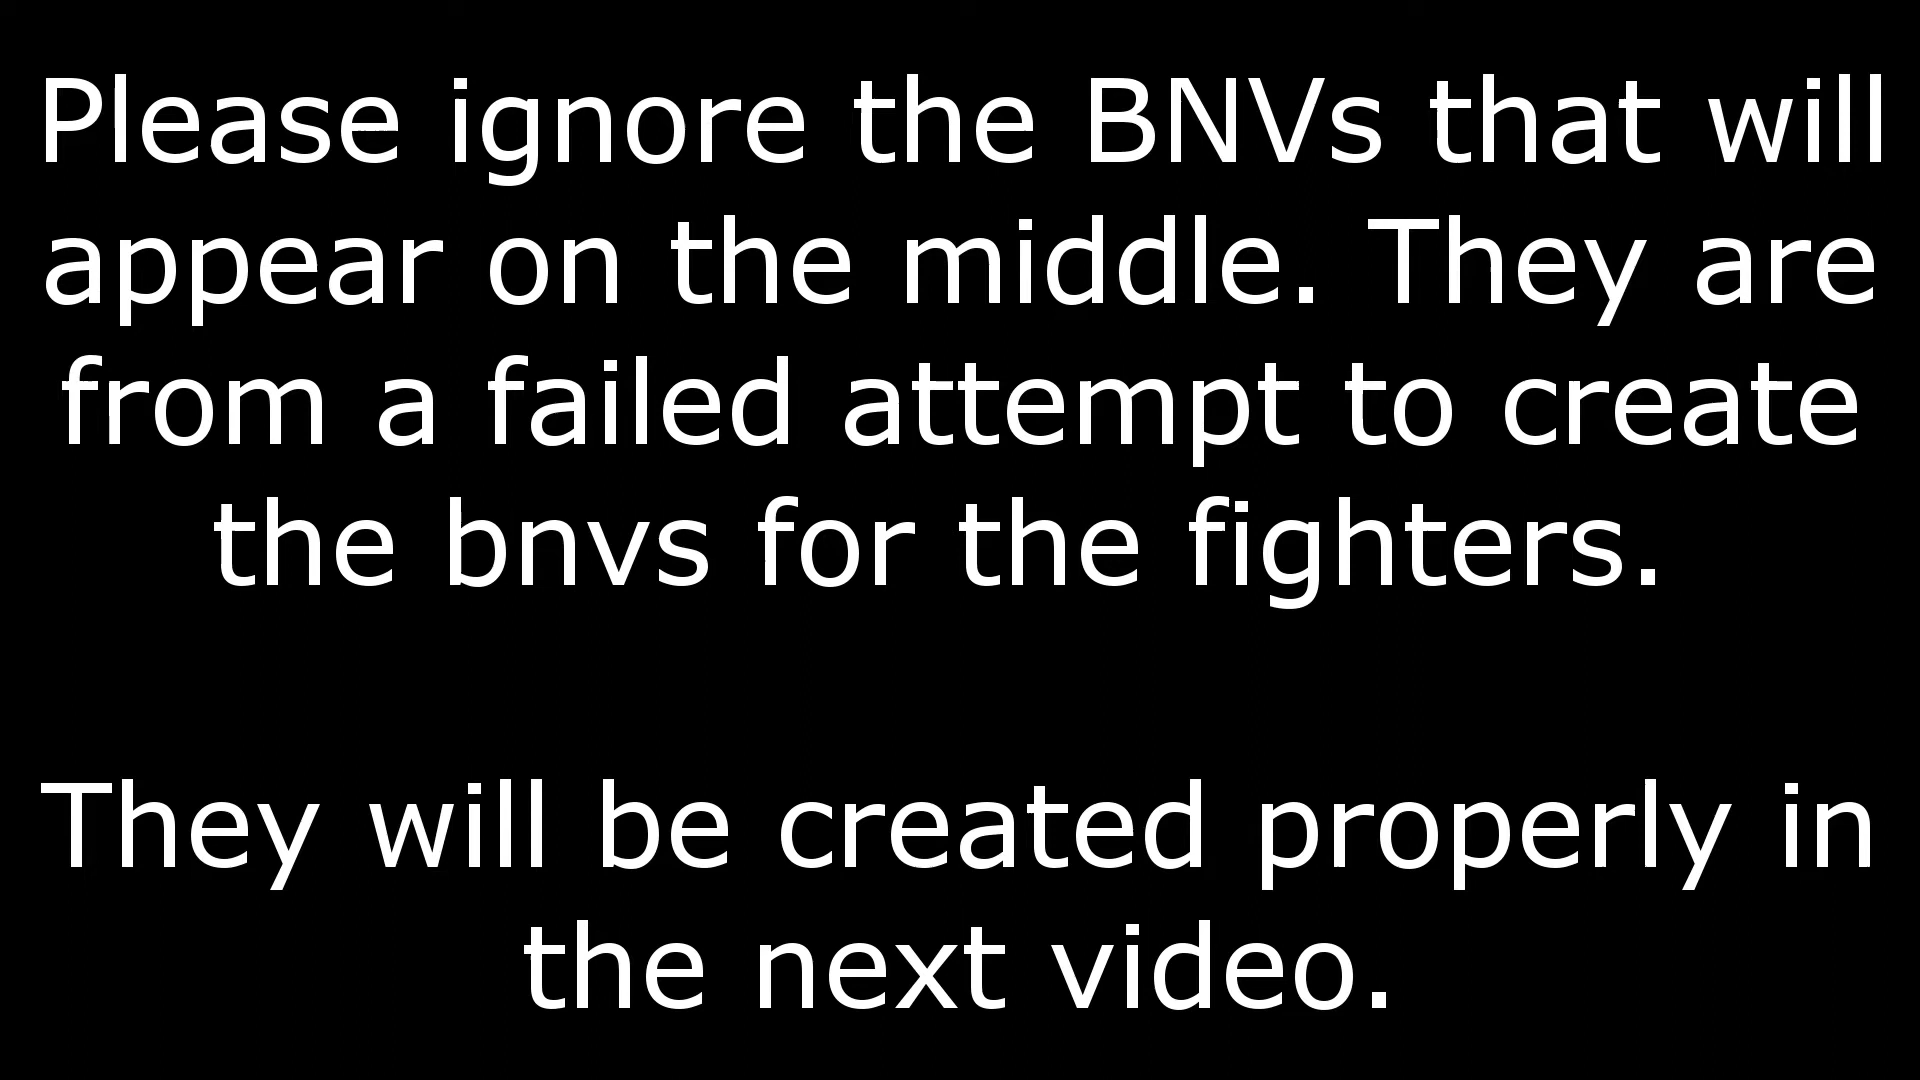 Please ignore the BNVs that will
appear on the middle. They are
from a failed attempt to create
the bnvs for the fighters.
They will be created properly in
the next video.